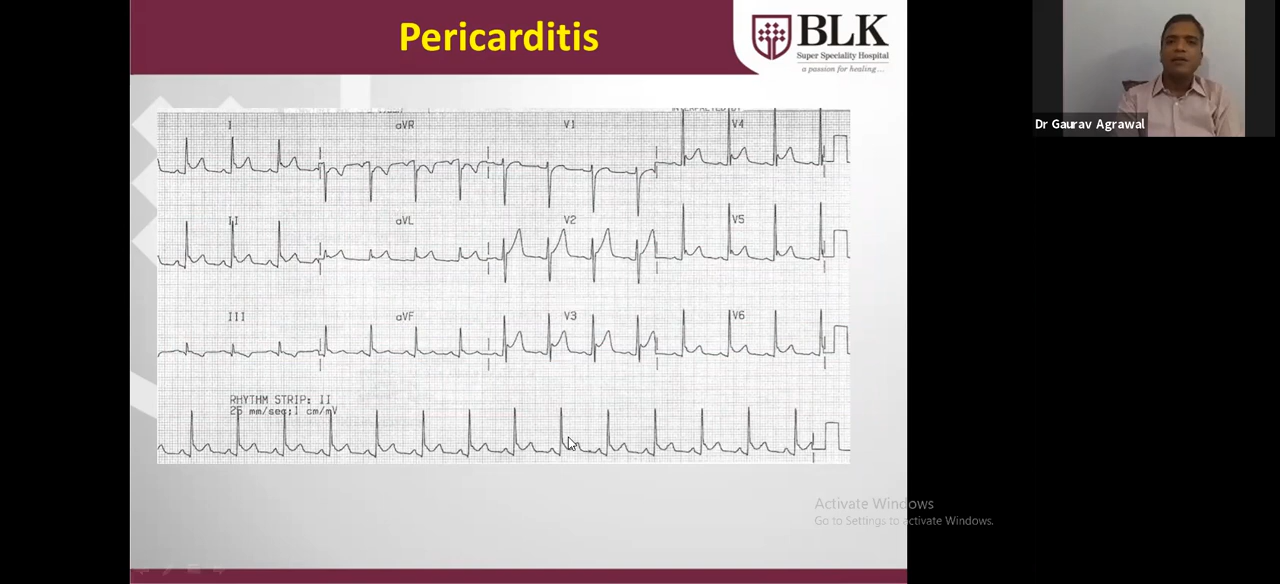 Pericarditis
BLK
Super Speciality Hospital
a passion for healing...
Dr Gaurav Agrawal
I
aVR
V1
V4
II
aVL
V2
V5
III
aVF
V3
V6
RHYTHM STRIP: II
25 mm/sec;1 cm/mV
Activate Windows
Go to Settings to activate Windows.